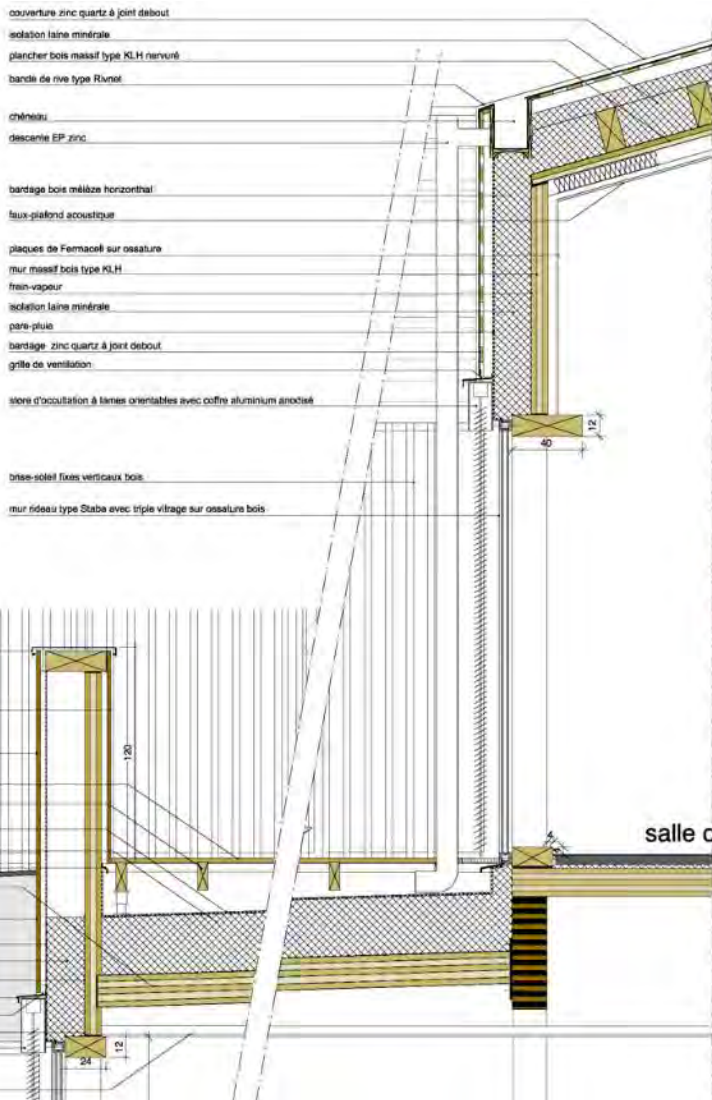 couverture zinc quartz à joint debout
isolation laine minérale
plancher bois massif type KLH nervuré
bande de rive type Rivnet
chéneau
descente EP zinc
bardage bois mélèze horizonthal
faux-plafond acoustique
plaques de Fermacell sur ossature
mur massif bois type KLH
frein-vapeur
isolation laine minérale
pare-pluie
bardage zinc quartz à joint debout
grille de ventilation
store d'occultation à lames orientables avec coffre aluminium anodisé
12
40
brise-soleil fixes verticaux bois
mur rideau type Staba avec triple vitrage sur ossature bois
120
4
salle d
12
24